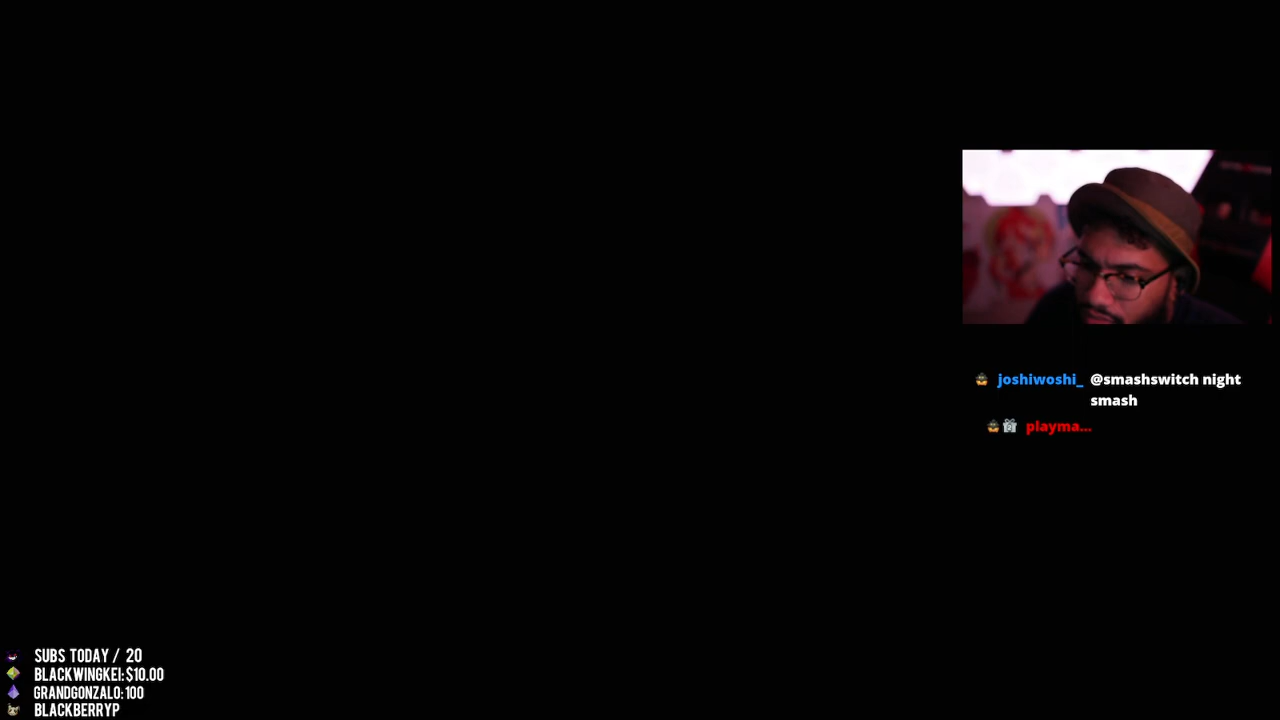 joshiwoshi_ @smashswitch night
smash
playma...
SUBS TODAY / 20
BLACKWINGKEI: $10.00
GRANDGONZALO: 100
BLACKBERRYP